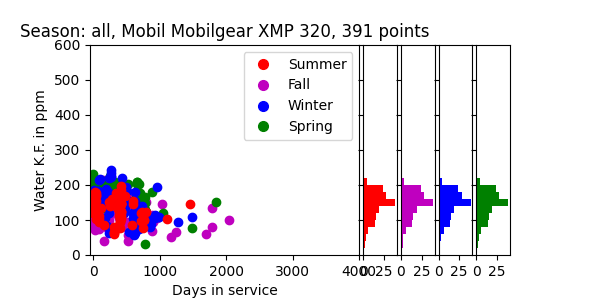 Season: all, Mobil Mobilgear XMP 320, 391 points
600
500
400
300
200
100
0
Water K.F. in ppm
Summer
Fall
Winter
Spring
0 1000 2000 3000 4000
0 25 0 25 0 25 0 25
Days in service